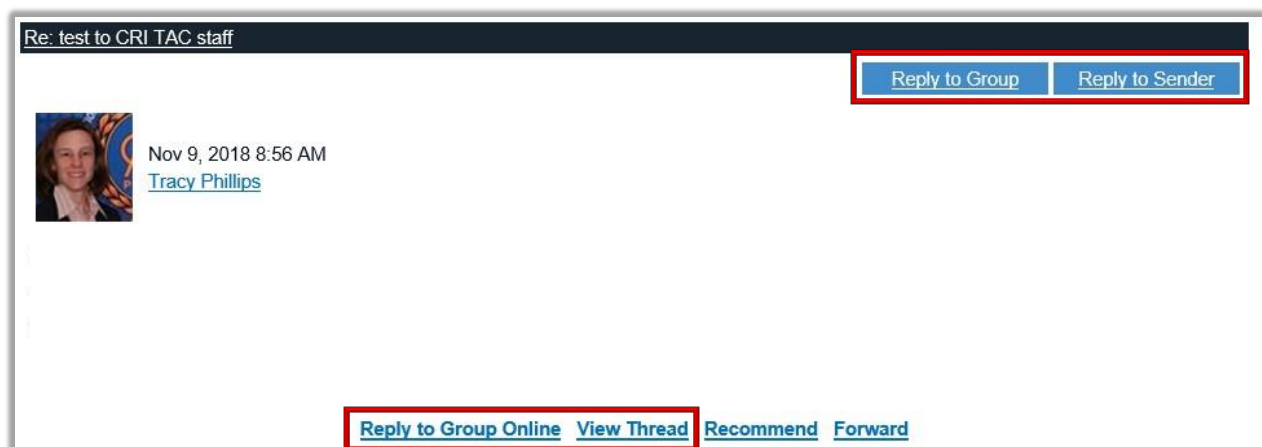 Re: test to CRI TAC staff
Reply to Group Reply to Sender
Nov 9, 2018 8:56 AM
Tracy Phillips
Reply to Group Online View Thread Recommend Forward